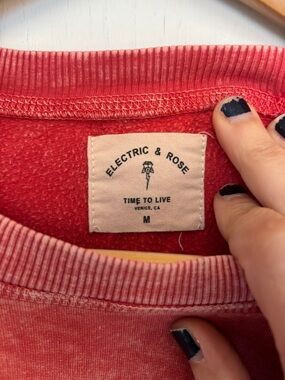 ELECTRIC & ROSE
TIME TO LIVE
VENICE, CA
M